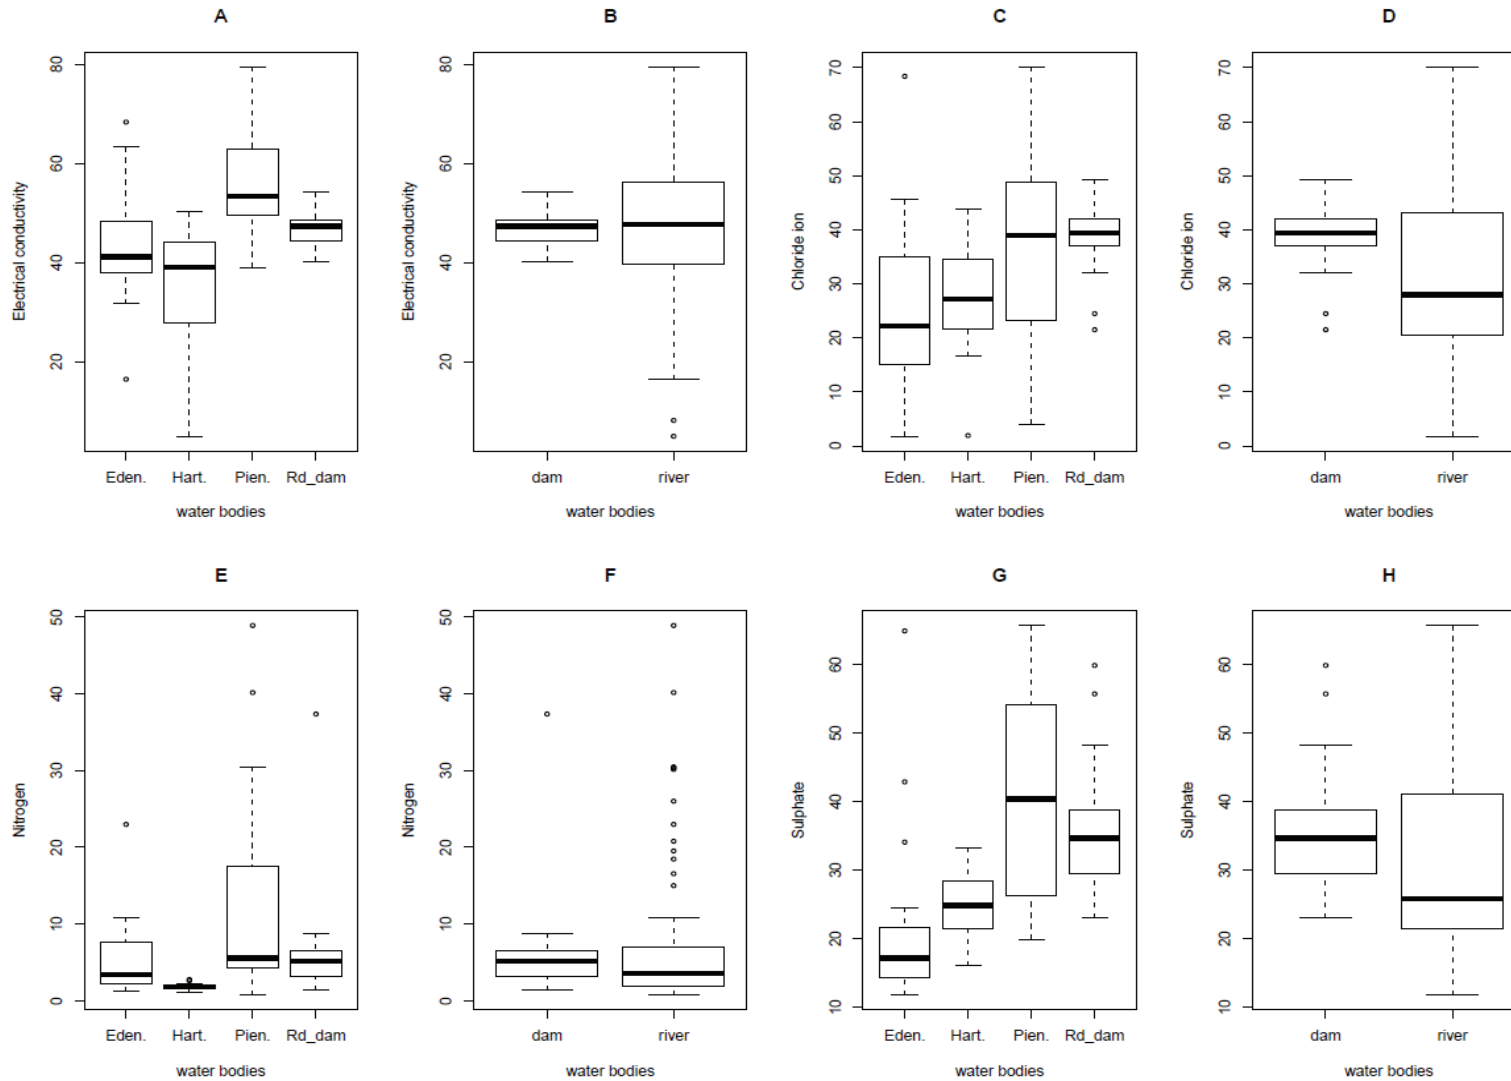 A
Electrical conductivity
80
60
40
20
Eden. Hart. Pien. Rd_dam
water bodies
B
Electrical conductivity
80
60
40
20
dam river
water bodies
C
Chloride ion
70
60
50
40
30
20
10
0
Eden. Hart. Pien. Rd_dam
water bodies
D
Chloride ion
70
60
50
40
30
20
10
0
dam river
water bodies
E
Nitrogen
50
40
30
20
10
0
Eden. Hart. Pien. Rd_dam
water bodies
F
Nitrogen
50
40
30
20
10
0
dam river
water bodies
G
Sulphate
60
50
40
30
20
10
Eden. Hart. Pien. Rd_dam
water bodies
H
Sulphate
60
50
40
30
20
10
dam river
water bodies